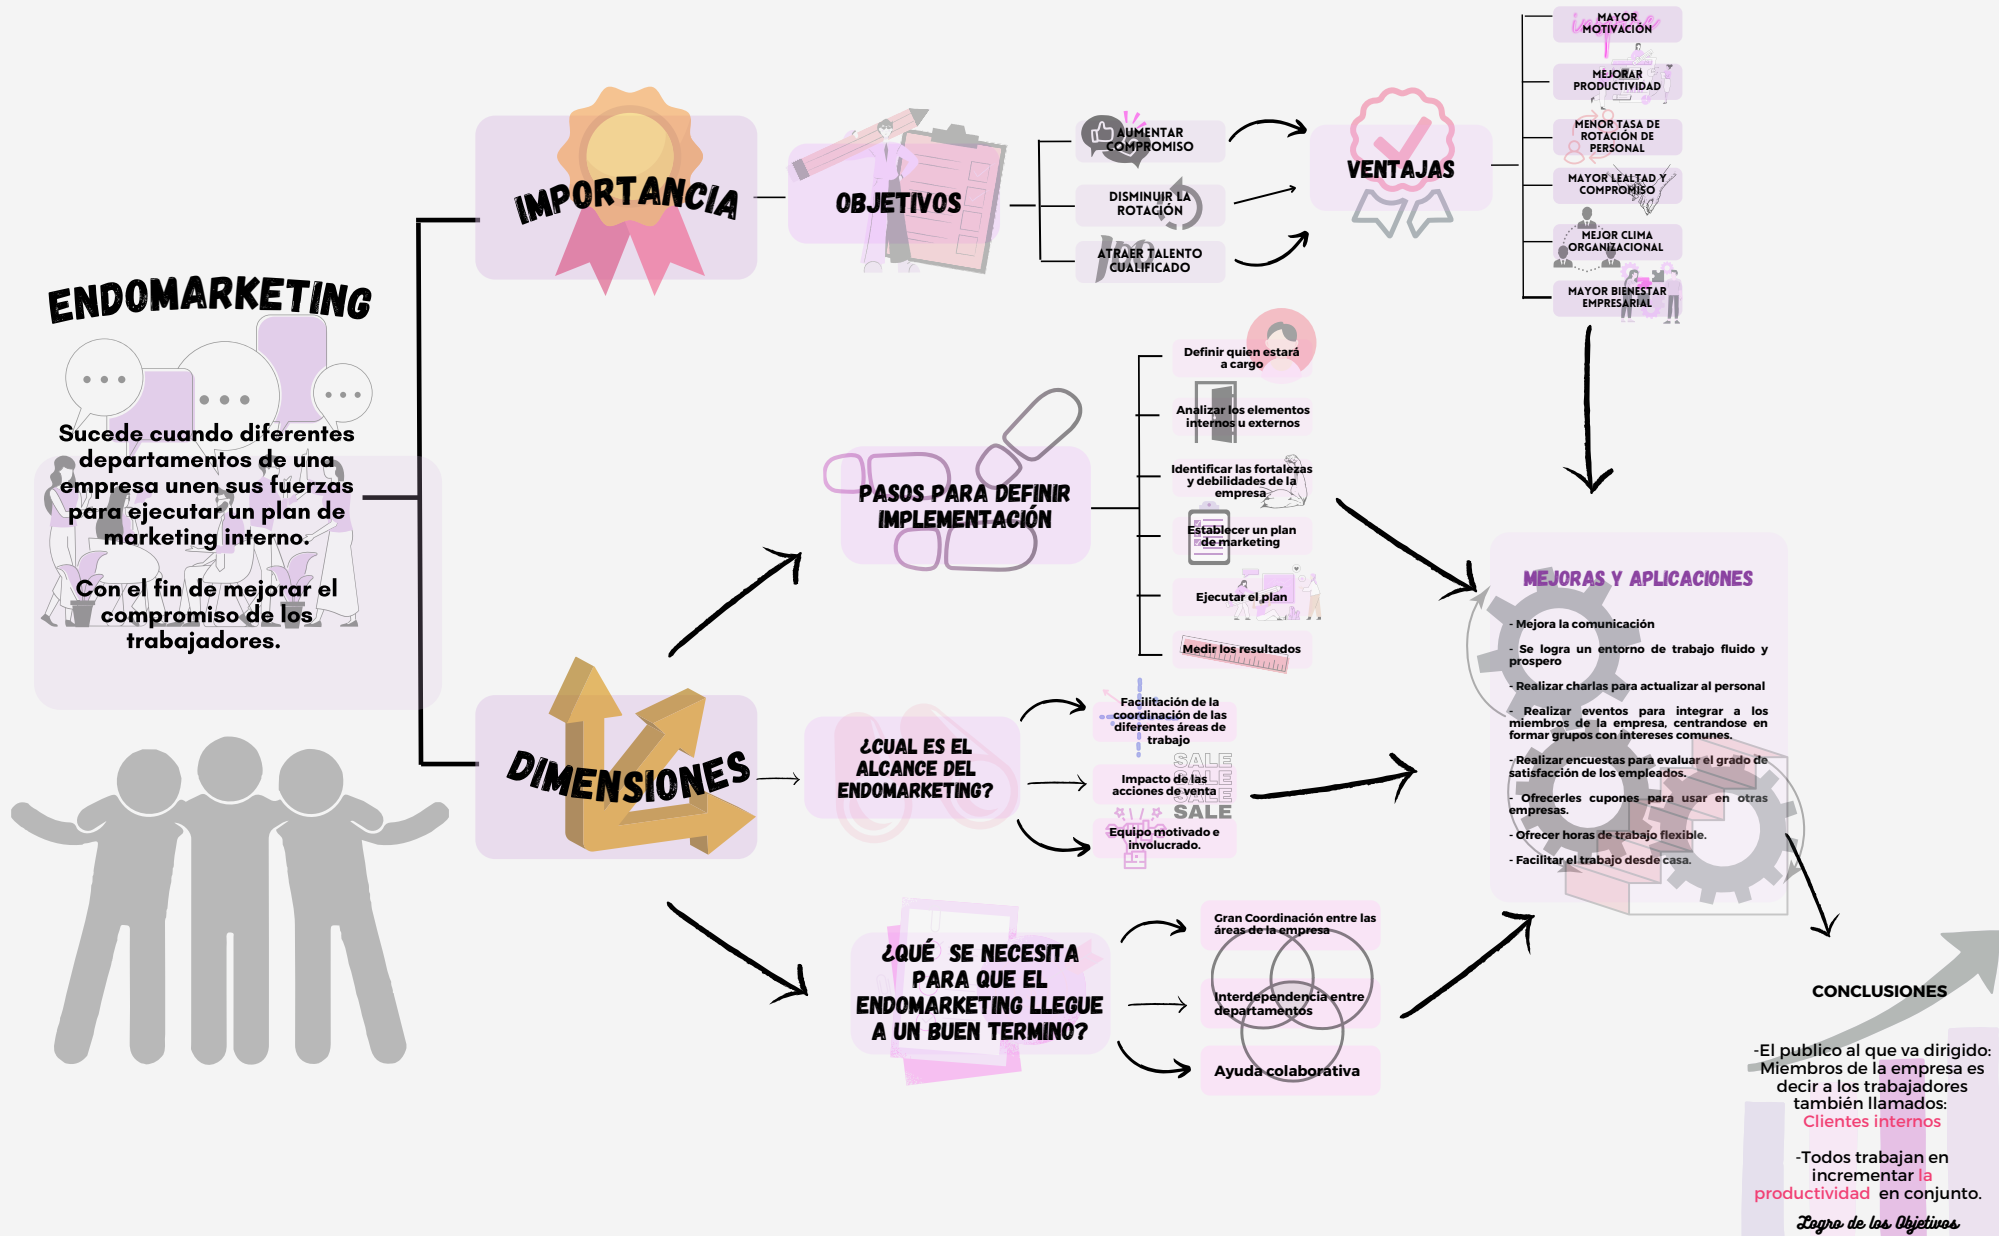 ENDOMARKETING
Sucede cuando diferentes
departamentos de una
empresa unen sus fuerzas
para ejecutar un plan de
marketing interno.
Con el fin de mejorar el
compromiso de los
trabajadores.
IMPORTANCIA
OBJETIVOS
AUMENTAR
COMPROMISO
DISMINUIR LA
ROTACIÓN
ATRAER TALENTO
CUALIFICADO
VENTAJAS
MAYOR
MOTIVACIÓN
MEJORAR
PRODUCTIVIDAD
MENOR TASA DE
ROTACIÓN DE
PERSONAL
MAYOR LEALTAD Y
COMPROMISO
MEJOR CLIMA
ORGANIZACIONAL
MAYOR BIENESTAR
EMPRESARIAL
DIMENSIONES
PASOS PARA DEFINIR
IMPLEMENTACIÓN
Definir quien estará
a cargo
Analizar los elementos
internos u externos
Identificar las fortalezas
y debilidades de la
empresa
Establecer un plan
de marketing
Ejecutar el plan
Medir los resultados
¿CUAL ES EL
ALCANCE DEL
ENDOMARKETING?
Facilitación de la
coordinación de las
diferentes áreas de
trabajo
Impacto de las
acciones de venta
SALE
SALE
SALE
SALE
Equipo motivado e
involucrado.
¿QUÉ SE NECESITA
PARA QUE EL
ENDOMARKETING LLEGUE
A UN BUEN TERMINO?
Gran Coordinación entre las
áreas de la empresa
Interdependencia entre
departamentos
Ayuda colaborativa
MEJORAS Y APLICACIONES
- Mejora la comunicación
- Se logra un entorno de trabajo fluido y
prospero
- Realizar charlas para actualizar al personal
- Realizar eventos para integrar a los
miembros de la empresa, centrandose en
formar grupos con intereses comunes.
- Realizar encuestas para evaluar el grado de
satisfacción de los empleados.
- Ofrecerles cupones para usar en otras
empresas.
- Ofrecer horas de trabajo flexible.
- Facilitar el trabajo desde casa.
CONCLUSIONES
-El publico al que va dirigido:
Miembros de la empresa es
decir a los trabajadores
también llamados:
Clientes internos
-Todos trabajan en
incrementar la
productividad en conjunto.
Logro de los Objetivos